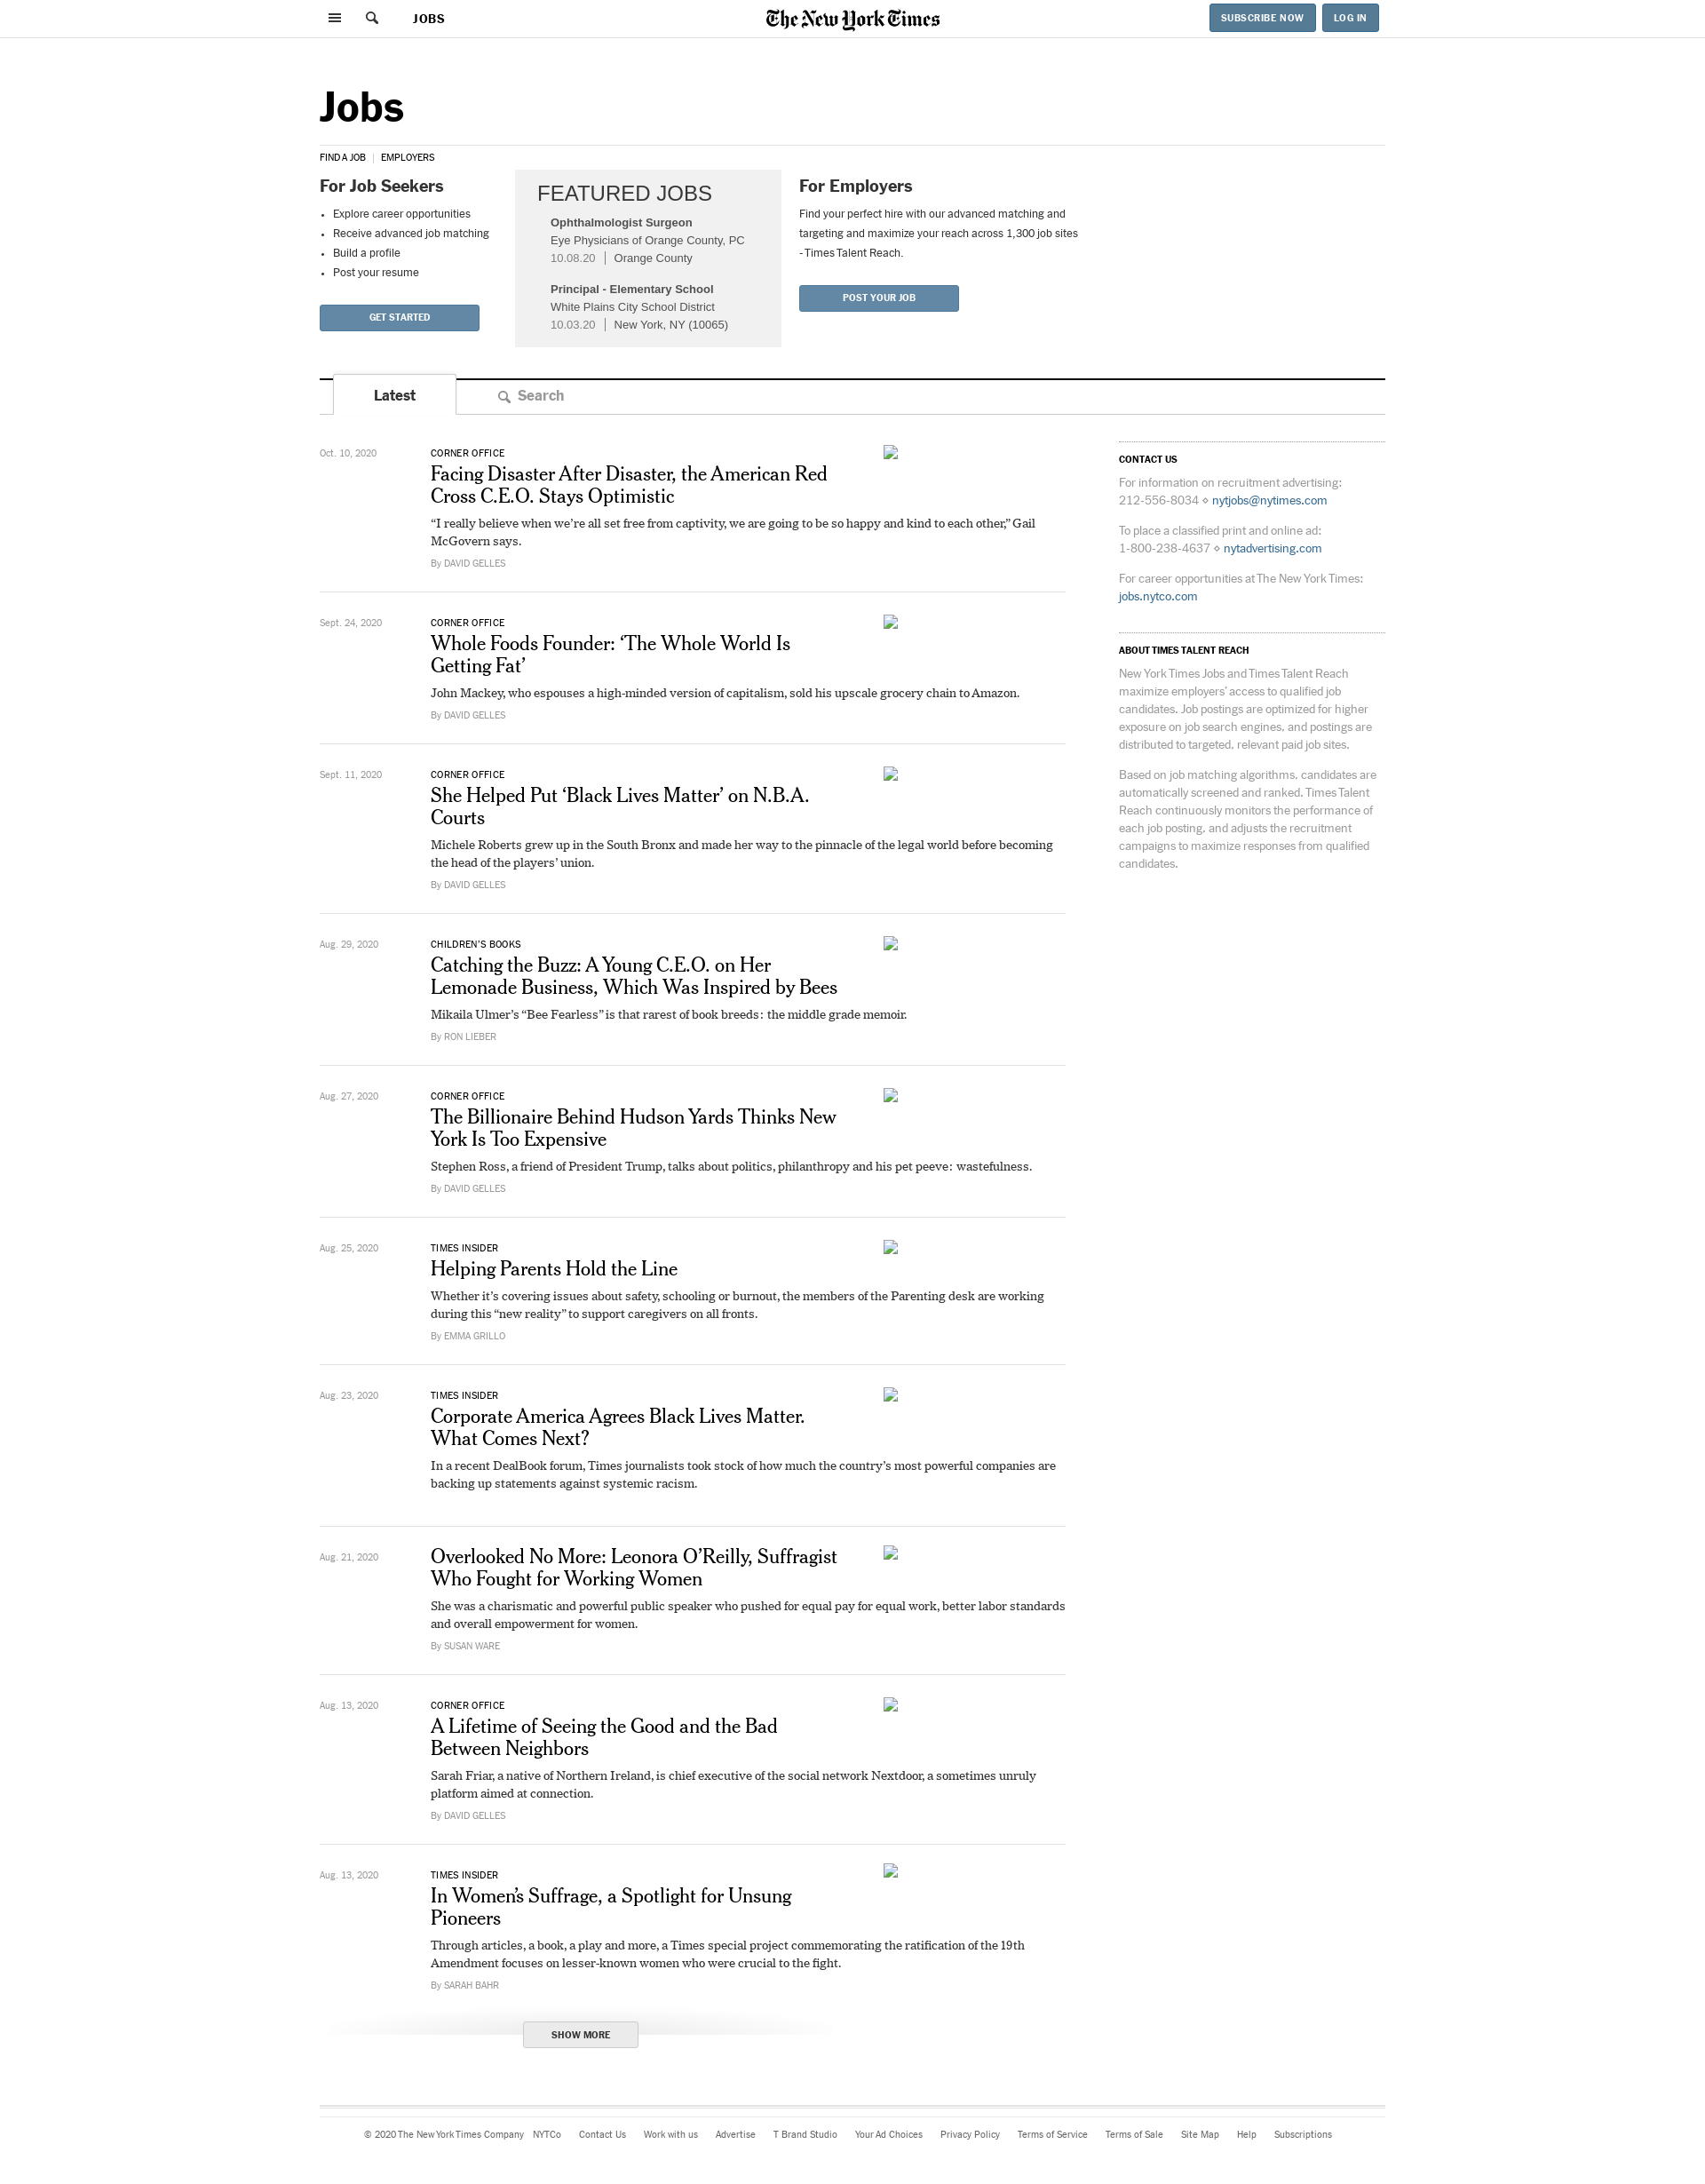 JOBS
The New York Times
SUBSCRIBE NOW
LOG IN
Jobs
FIND A JOB | EMPLOYERS
For Job Seekers
• Explore career opportunities
• Receive advanced job matching
• Build a profile
• Post your resume
GET STARTED
FEATURED JOBS
Ophthalmologist Surgeon
Eye Physicians of Orange County, PC
10.08.20 | Orange County
Principal - Elementary School
White Plains City School District
10.03.20 | New York, NY (10065)
For Employers
Find your perfect hire with our advanced matching and
targeting and maximize your reach across 1,300 job sites
- Times Talent Reach.
POST YOUR JOB
Latest
Search
Oct. 10, 2020
CORNER OFFICE
Facing Disaster After Disaster, the American Red
Cross C.E.O. Stays Optimistic
“I really believe when we’re all set free from captivity, we are going to be so happy and kind to each other,” Gail
McGovern says.
By DAVID GELLES
Sept. 24, 2020
CORNER OFFICE
Whole Foods Founder: ‘The Whole World Is
Getting Fat’
John Mackey, who espouses a high-minded version of capitalism, sold his upscale grocery chain to Amazon.
By DAVID GELLES
Sept. 11, 2020
CORNER OFFICE
She Helped Put ‘Black Lives Matter’ on N.B.A.
Courts
Michele Roberts grew up in the South Bronx and made her way to the pinnacle of the legal world before becoming
the head of the players’ union.
By DAVID GELLES
Aug. 29, 2020
CHILDREN’S BOOKS
Catching the Buzz: A Young C.E.O. on Her
Lemonade Business, Which Was Inspired by Bees
Mikaila Ulmer’s “Bee Fearless” is that rarest of book breeds: the middle grade memoir.
By RON LIEBER
Aug. 27, 2020
CORNER OFFICE
The Billionaire Behind Hudson Yards Thinks New
York Is Too Expensive
Stephen Ross, a friend of President Trump, talks about politics, philanthropy and his pet peeve: wastefulness.
By DAVID GELLES
Aug. 25, 2020
TIMES INSIDER
Helping Parents Hold the Line
Whether it’s covering issues about safety, schooling or burnout, the members of the Parenting desk are working
during this “new reality” to support caregivers on all fronts.
By EMMA GRILLO
Aug. 23, 2020
TIMES INSIDER
Corporate America Agrees Black Lives Matter.
What Comes Next?
In a recent DealBook forum, Times journalists took stock of how much the country’s most powerful companies are
backing up statements against systemic racism.
Aug. 21, 2020
Overlooked No More: Leonora O’Reilly, Suffragist
Who Fought for Working Women
She was a charismatic and powerful public speaker who pushed for equal pay for equal work, better labor standards
and overall empowerment for women.
By SUSAN WARE
Aug. 13, 2020
CORNER OFFICE
A Lifetime of Seeing the Good and the Bad
Between Neighbors
Sarah Friar, a native of Northern Ireland, is chief executive of the social network Nextdoor, a sometimes unruly
platform aimed at connection.
By DAVID GELLES
Aug. 13, 2020
TIMES INSIDER
In Women’s Suffrage, a Spotlight for Unsung
Pioneers
Through articles, a book, a play and more, a Times special project commemorating the ratification of the 19th
Amendment focuses on lesser-known women who were crucial to the fight.
By SARAH BAHR
SHOW MORE
CONTACT US
For information on recruitment advertising:
212-556-8034 ⋄ nytjobs@nytimes.com
To place a classified print and online ad:
1-800-238-4637 ⋄ nytadvertising.com
For career opportunities at The New York Times:
jobs.nytco.com
ABOUT TIMES TALENT REACH
New York Times Jobs and Times Talent Reach
maximize employers’ access to qualified job
candidates. Job postings are optimized for higher
exposure on job search engines, and postings are
distributed to targeted, relevant paid job sites.
Based on job matching algorithms, candidates are
automatically screened and ranked. Times Talent
Reach continuously monitors the performance of
each job posting, and adjusts the recruitment
campaigns to maximize responses from qualified
candidates.
© 2020 The New York Times Company NYTCo Contact Us Work with us Advertise T Brand Studio Your Ad Choices Privacy Policy Terms of Service Terms of Sale Site Map Help Subscriptions